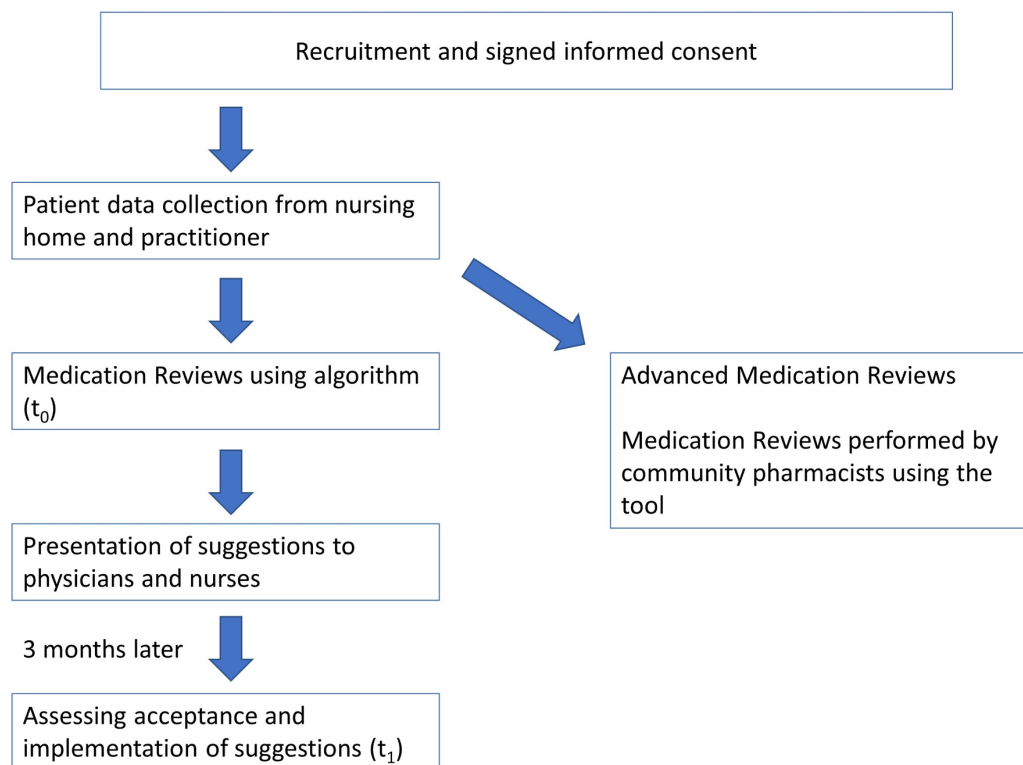 Recruitment and signed informed consent
Patient data collection from nursing
home and practitioner
Medication Reviews using algorithm
(t₀)
Advanced Medication Reviews
Medication Reviews performed by
community pharmacists using the
tool
Presentation of suggestions to
physicians and nurses
3 months later
Assessing acceptance and
implementation of suggestions (t₁)